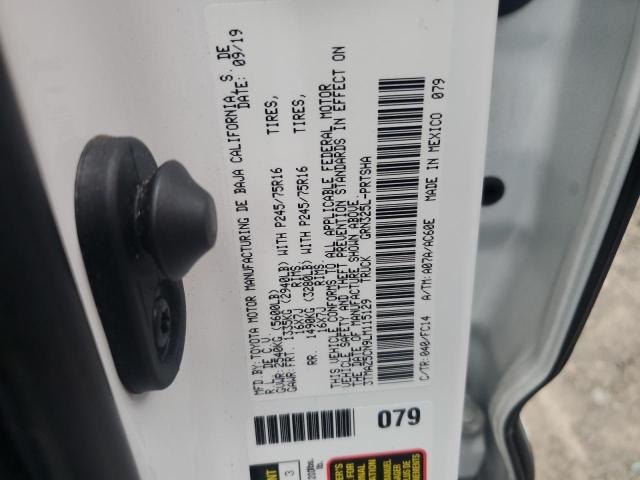 MFD.BY:TOYOTA MOTOR MANUFACTURING DE BAJA CALIFORNIA S. DE
R.L. DE C.V. DATE: 09/19
GVWR:2540KG(5600LB)
GAWR:FRT. 1335KG (2940LB) WITH P245/75R16 TIRES,
16X7J RIMS
RR. 1490KG (3280LB) WITH P245/75R16 TIRES,
16X7J RIMS
THIS VEHICLE CONFORMS TO ALL APPLICABLE FEDERAL MOTOR
VEHICLE SAFETY AND THEFT PREVENTION STANDARDS IN EFFECT ON
THE DATE OF MANUFACTURE SHOWN ABOVE.
3TMAZ5CN9LM115129 TRUCK GRN325L-PRTSHA
C/TR:040/FC14 A/TM:A07A/AC60E MADE IN MEXICO 079
079
3